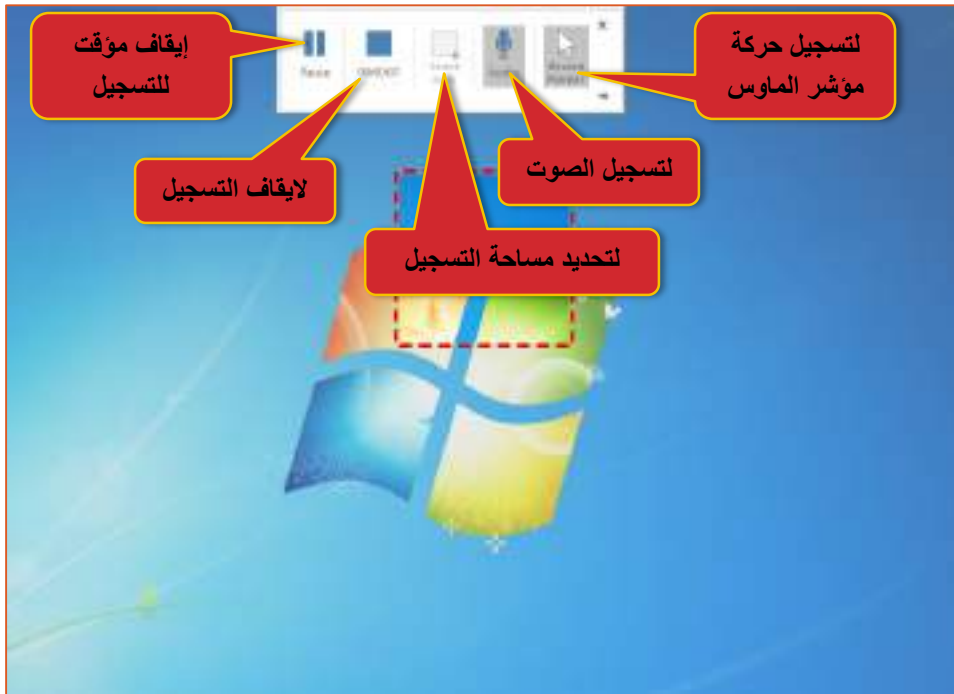 لتسجيل حركة
مؤشر الماوس
إيقاف مؤقت
للتسجيل
لتسجيل الصوت
لايقاف التسجيل
لتحديد مساحة التسجيل
Pause